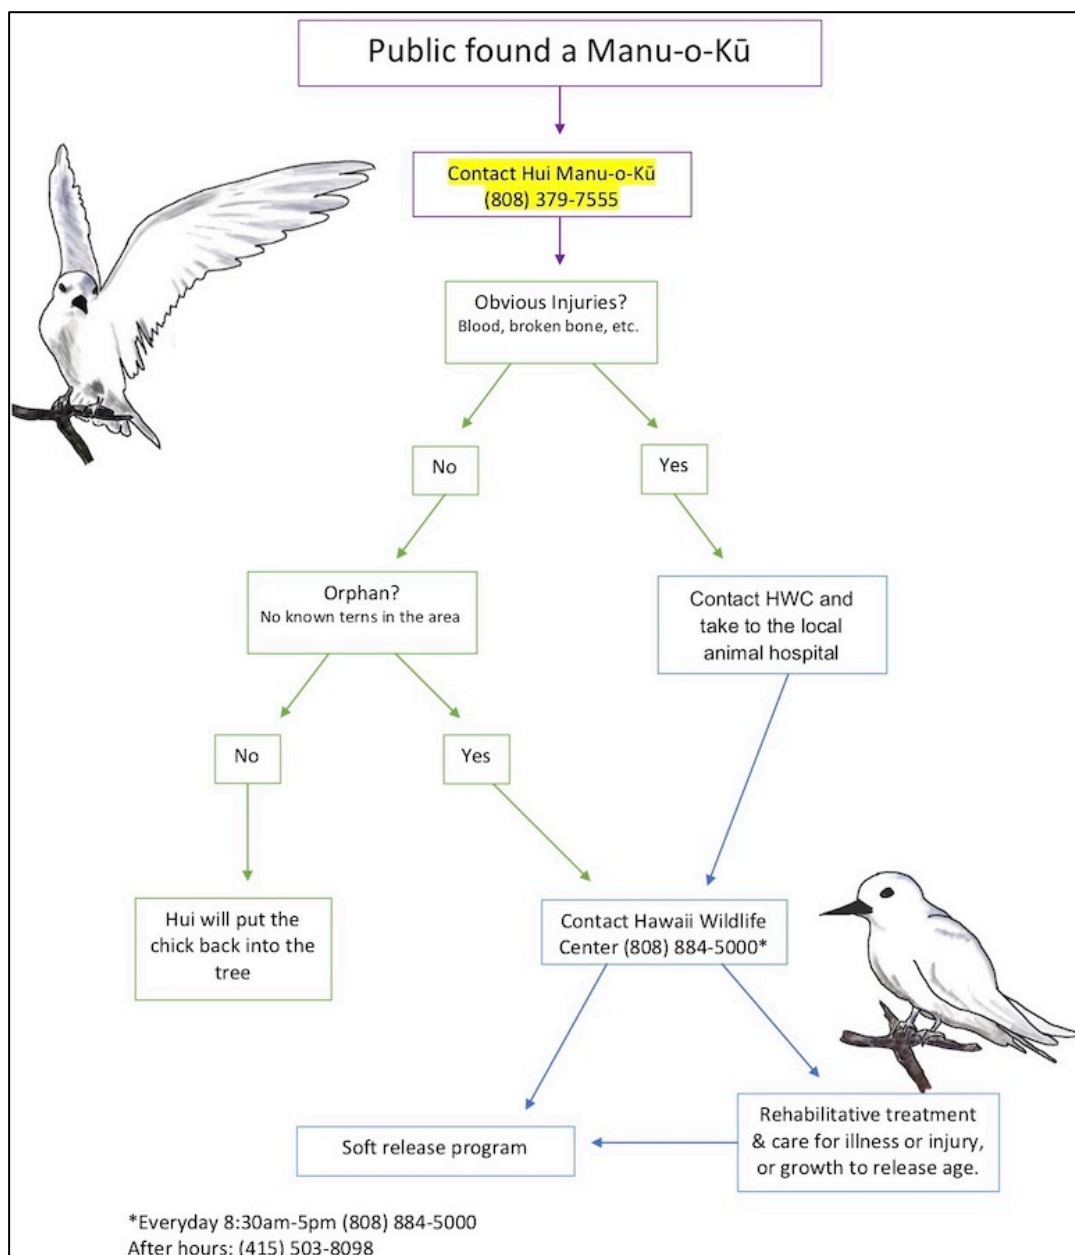 Public found a Manu-o-Kū
Contact Hui Manu-o-Kū
(808) 379-7555
Obvious Injuries?
Blood, broken bone, etc.
No
Yes
Orphan?
No known terns in the area
Contact HWC and
take to the local
animal hospital
No
Yes
Hui will put the
chick back into the
tree
Contact Hawaii Wildlife
Center (808) 884-5000*
Soft release program
Rehabilitative treatment
& care for illness or injury,
or growth to release age.
*Everyday 8:30am-5pm (808) 884-5000
After hours: (415) 503-8098